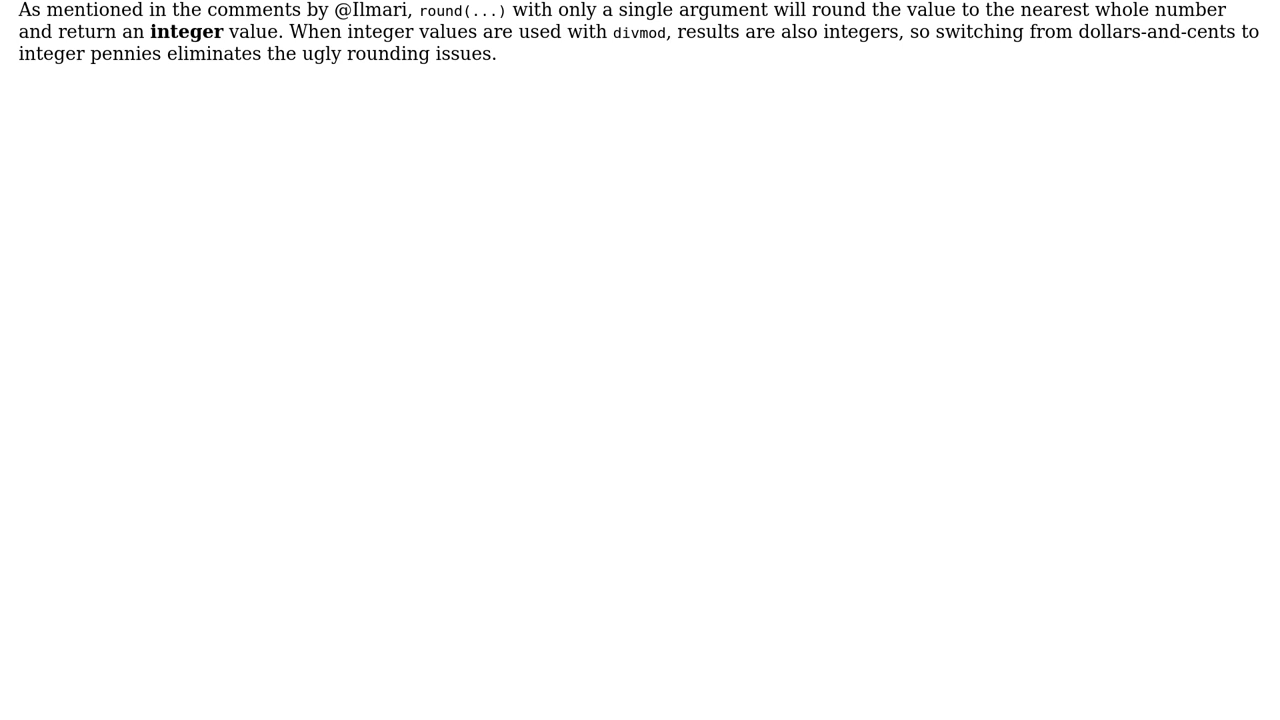 As mentioned in the comments by @Ilmari, round(...) with only a single argument will round the value to the nearest whole number
and return an integer value. When integer values are used with divmod, results are also integers, so switching from dollars-and-cents to
integer pennies eliminates the ugly rounding issues.